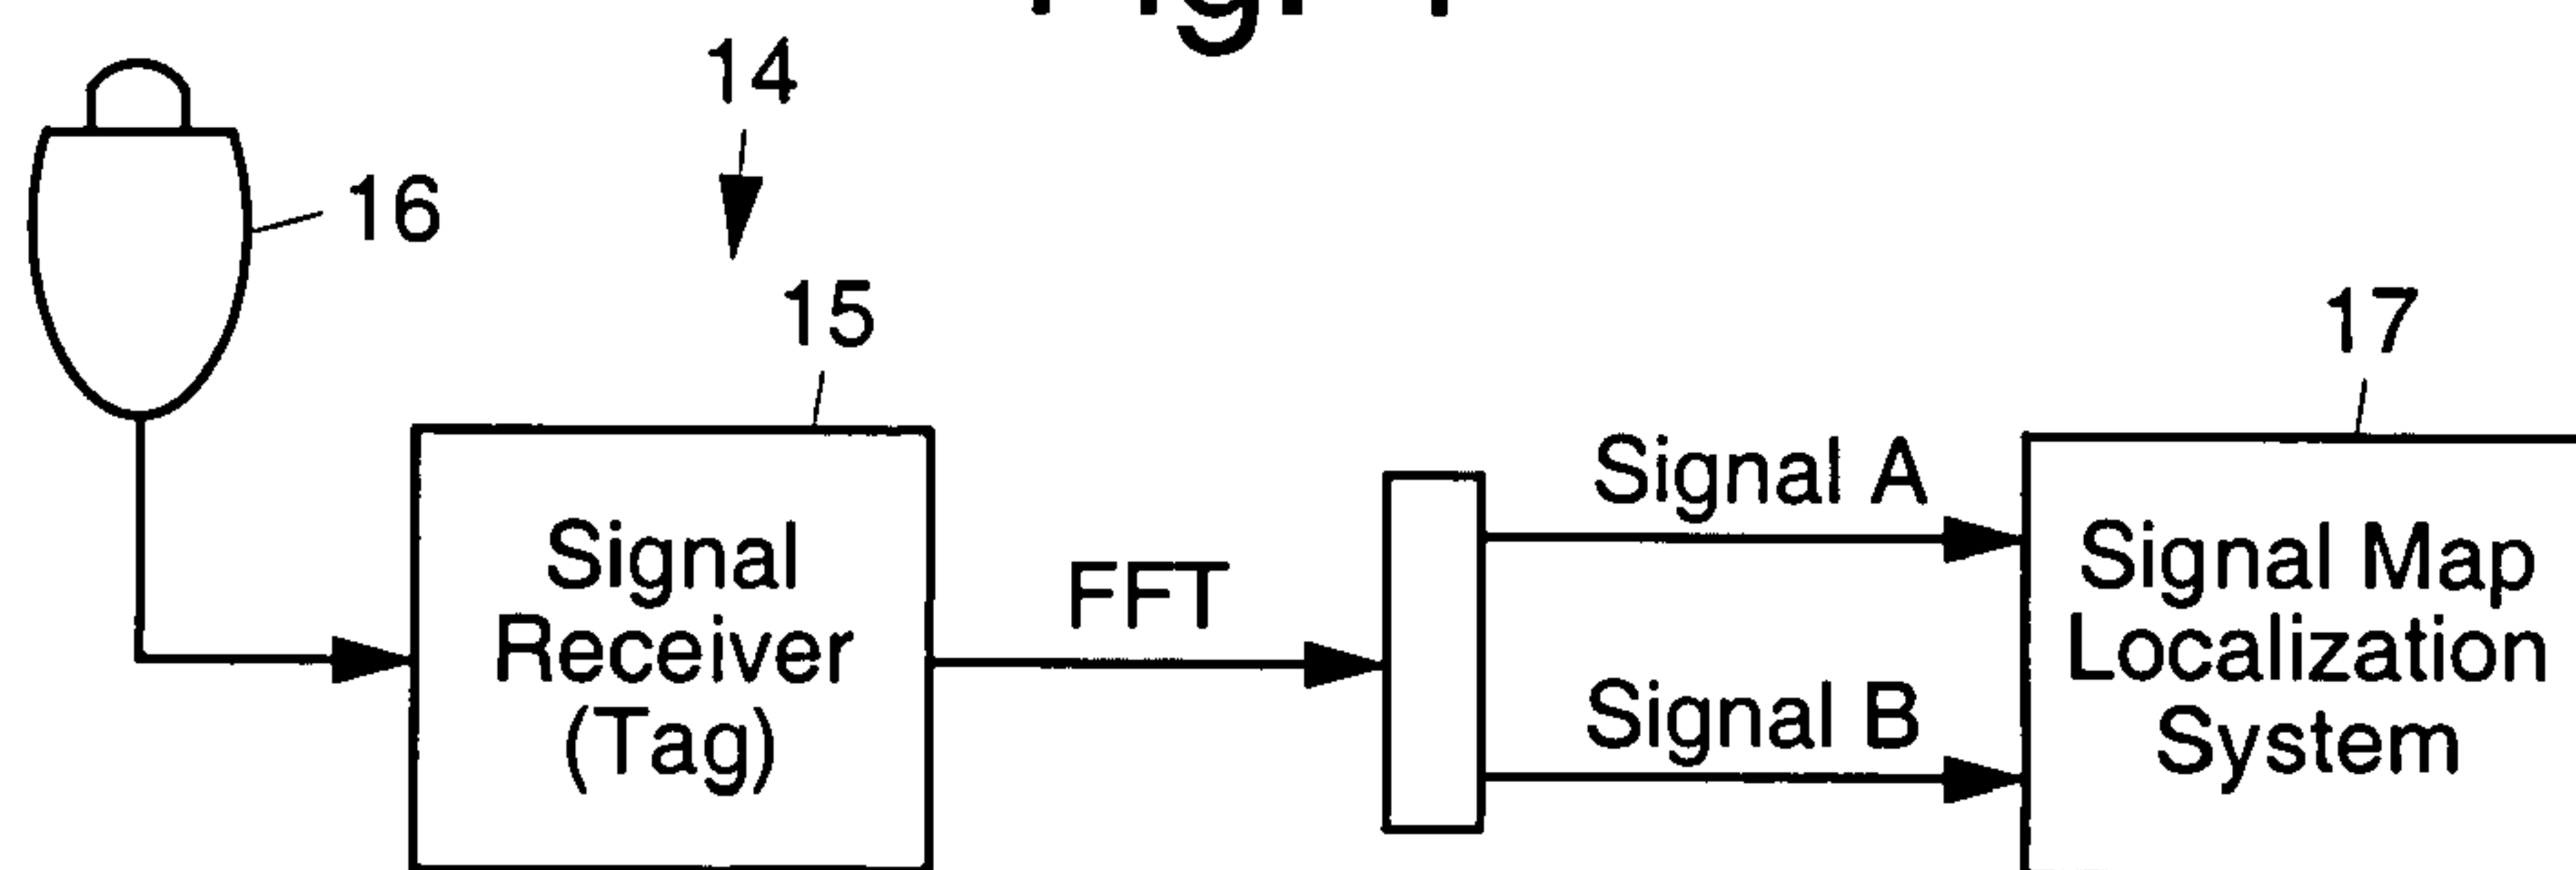 14
16
15
17
Signal
Receiver
(Tag)
FFT
Signal A
Signal B
Signal Map
Localization
System